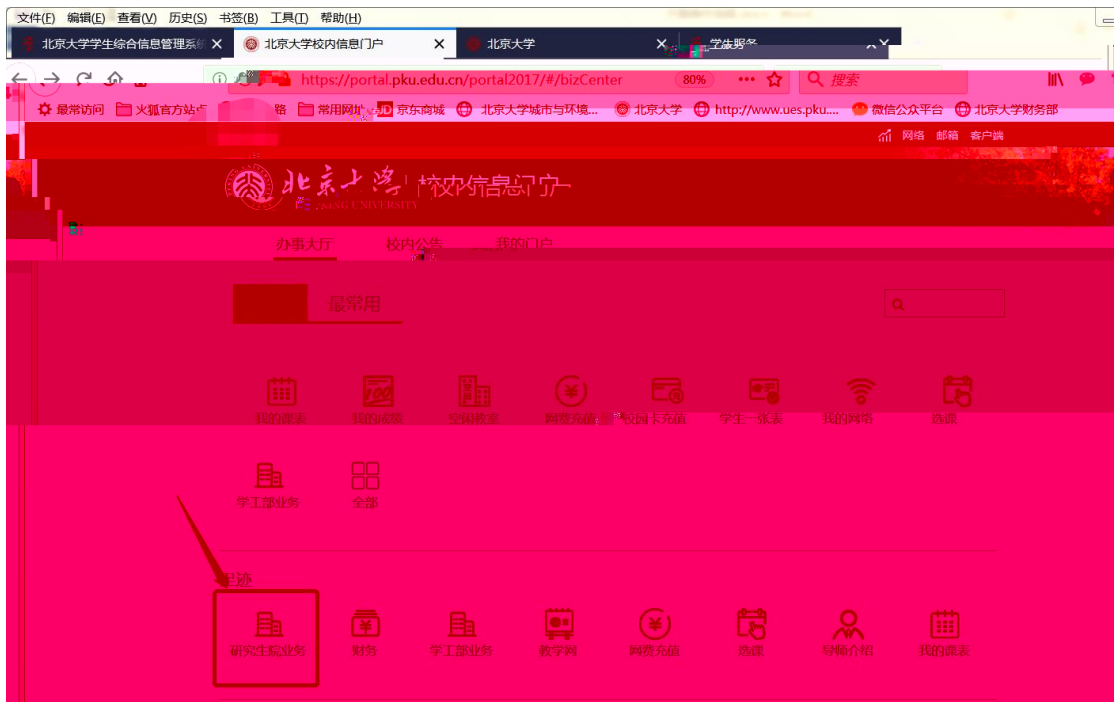 文件(F) 编辑(E) 查看(V) 历史(S) 书签(B) 工具(T) 帮助(H)
北京大学学生综合信息管理系统 北京大学校内信息门户 北京大学 学生服务
https://portal.pku.edu.cn/portal2017/#/bizCenter 80% 搜索
最常访问 火狐官方站点 常用网址 JD 京东商城 北京大学城市与环境... 北京大学 http://www.ues.pku.... 微信公众平台 北京大学财务部
网络 邮箱 客户端
北京大学 校内信息门户
PEKING UNIVERSITY
办事大厅 校内公告 我的门户
最常用
我的课表 我的成绩 空闲教室 网费充值 校园卡充值 学生一张表 我的网络 选课
学工部业务 全部
足迹
研究生院业务 财务 学工部业务 教学网 网费充值 选课 导师介绍 我的课表